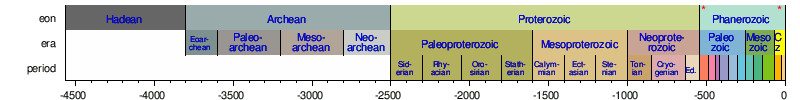 eon Hadean Archean Proterozoic * Phanerozoic *
era Eoar- chean Paleo- archean Meso- archean Neo- archean Paleoproterozoic Mesoproterozoic Neoprote- rozoic Paleo zoic Meso zoic C z
period Sid- erian Rhy- acian Oro- sirian Stath- erian Calym- mian Ect- asian Ste- nian Ton- ian Cryo- genian Ed.
-4500 -4000 -3500 -3000 -2500 -2000 -1500 -1000 -500 0